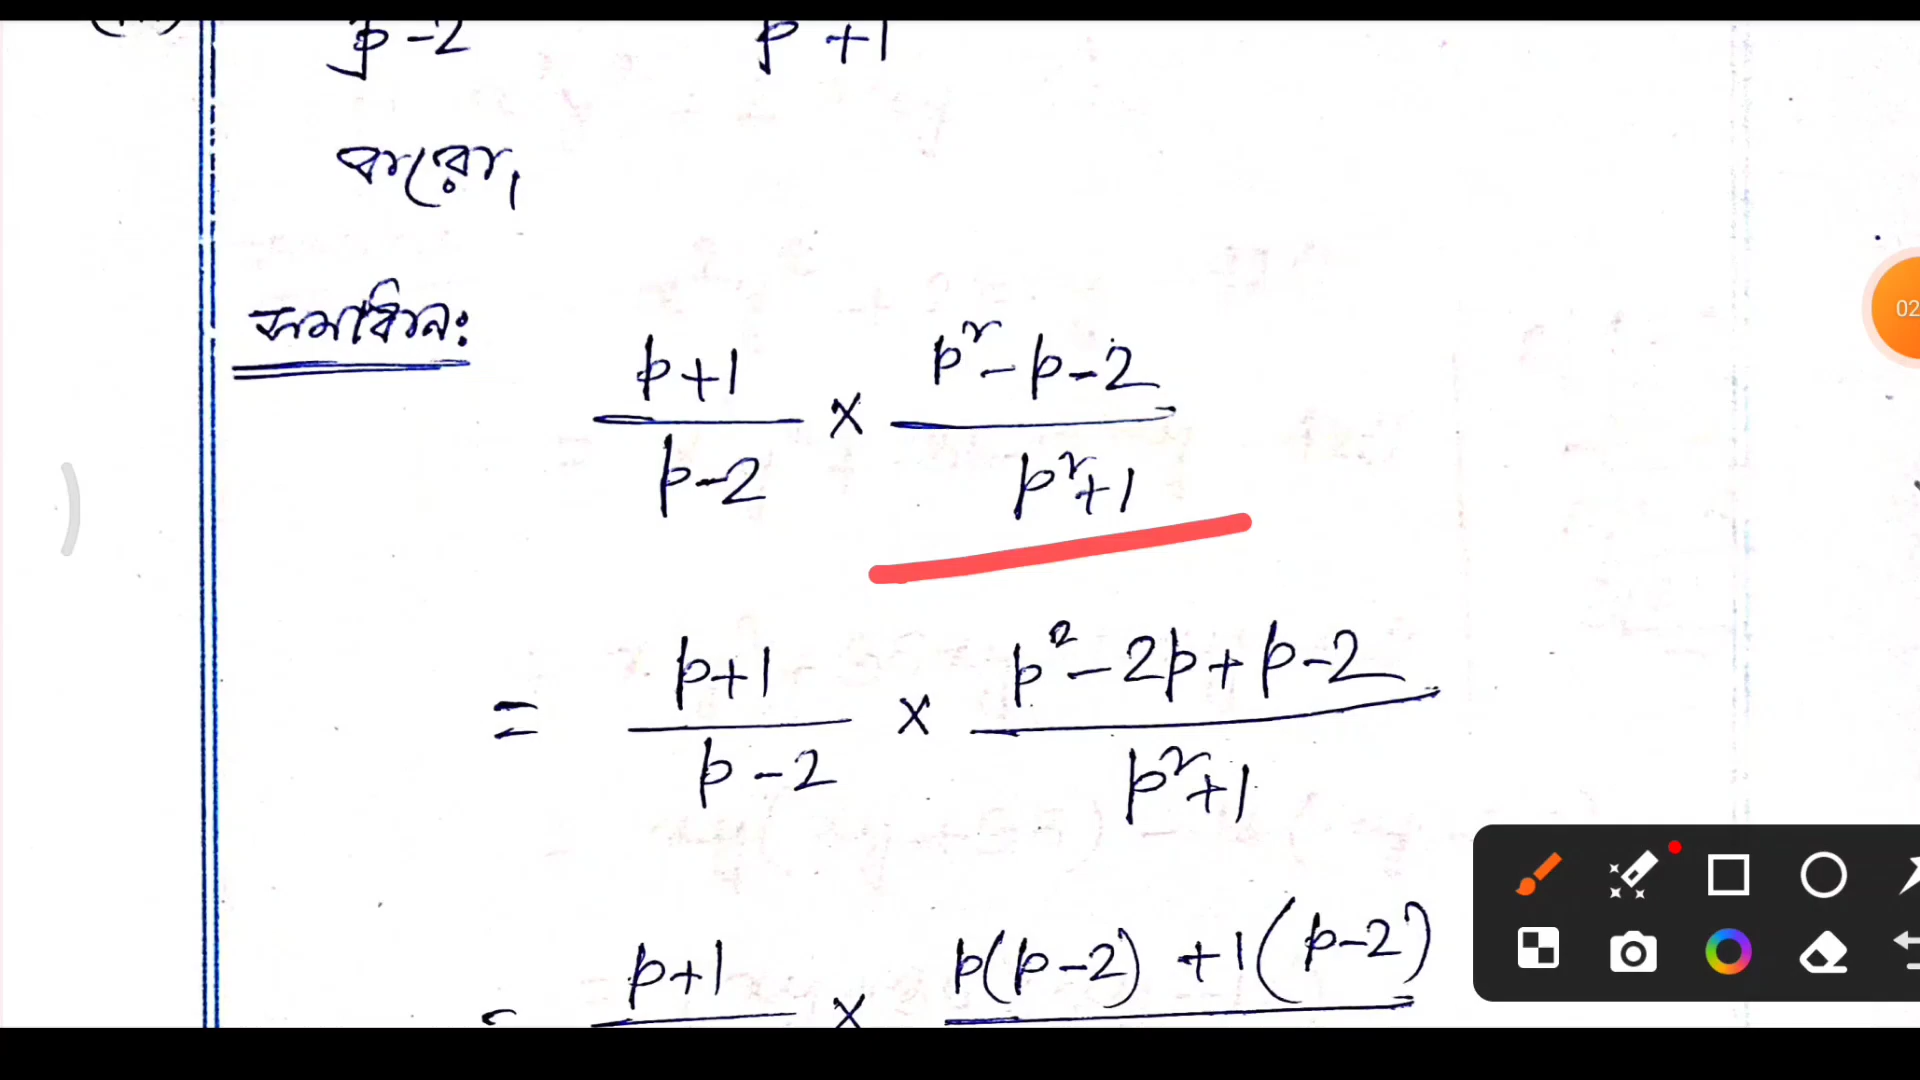 p-2 p +1
করো,
সমাধান:
p+1/p-2 × p²-p-2/p²+1
= p+1/p-2 × p²-2p+p-2/p²+1
= p+1 × p(p-2)+1(p-2)
02